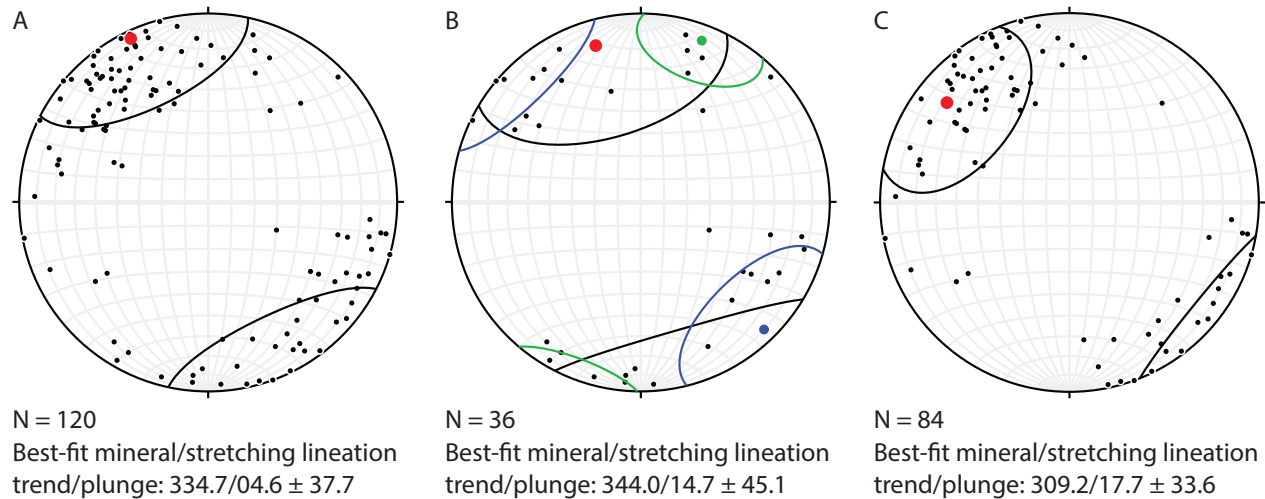 A
B
C
N = 120
Best-fit mineral/stretching lineation
trend/plunge: 334.7/04.6 ± 37.7
N = 36
Best-fit mineral/stretching lineation
trend/plunge: 344.0/14.7 ± 45.1
N = 84
Best-fit mineral/stretching lineation
trend/plunge: 309.2/17.7 ± 33.6